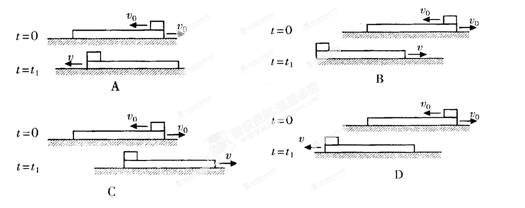 t=0 v₀ v₀
t=t₁ v
A
t=0 v₀ v₀
t=t₁ v
B
t=0 v₀ v₀
t=t₁ v
C
t=0 v₀ v₀
t=t₁ v
D